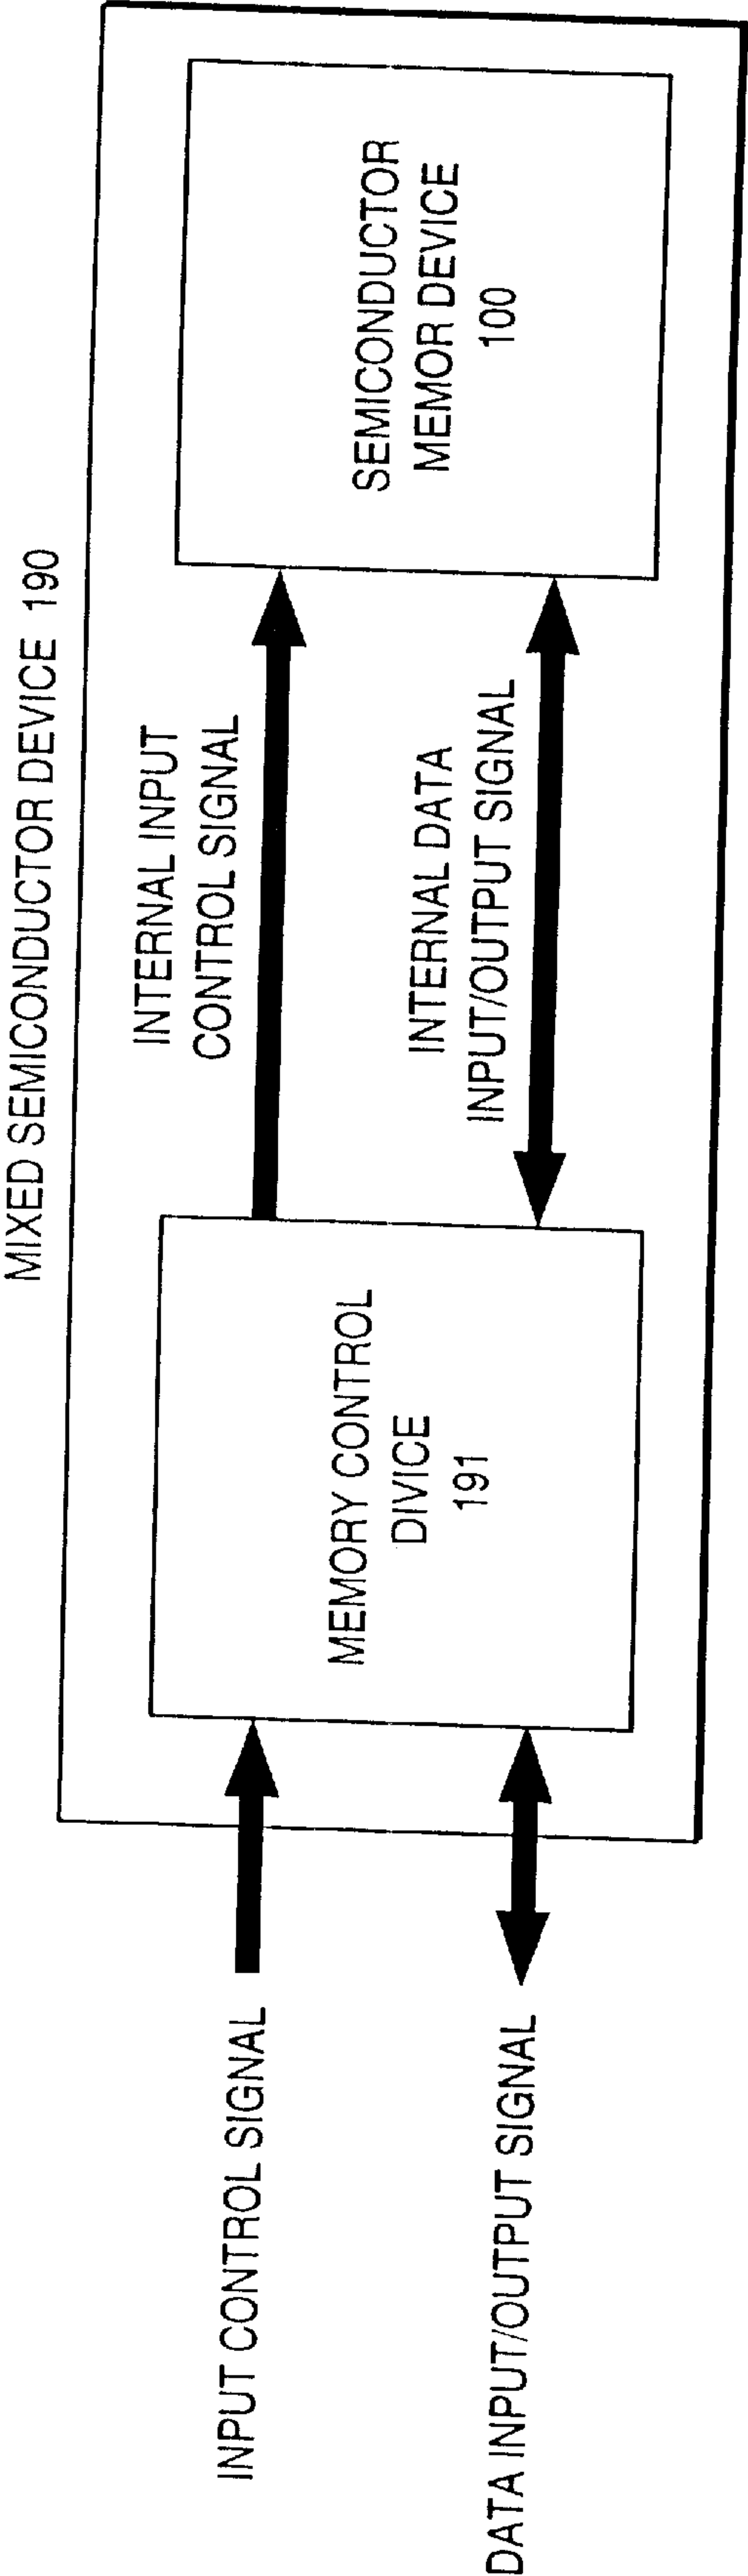 MIXED SEMICONDUCTOR DEVICE 190
INPUT CONTROL SIGNAL
DATA INPUT/OUTPUT SIGNAL
MEMORY CONTROL
DIVICE
191
INTERNAL INPUT
CONTROL SIGNAL
INTERNAL DATA
INPUT/OUTPUT SIGNAL
SEMICONDUCTOR
MEMOR DEVICE
100